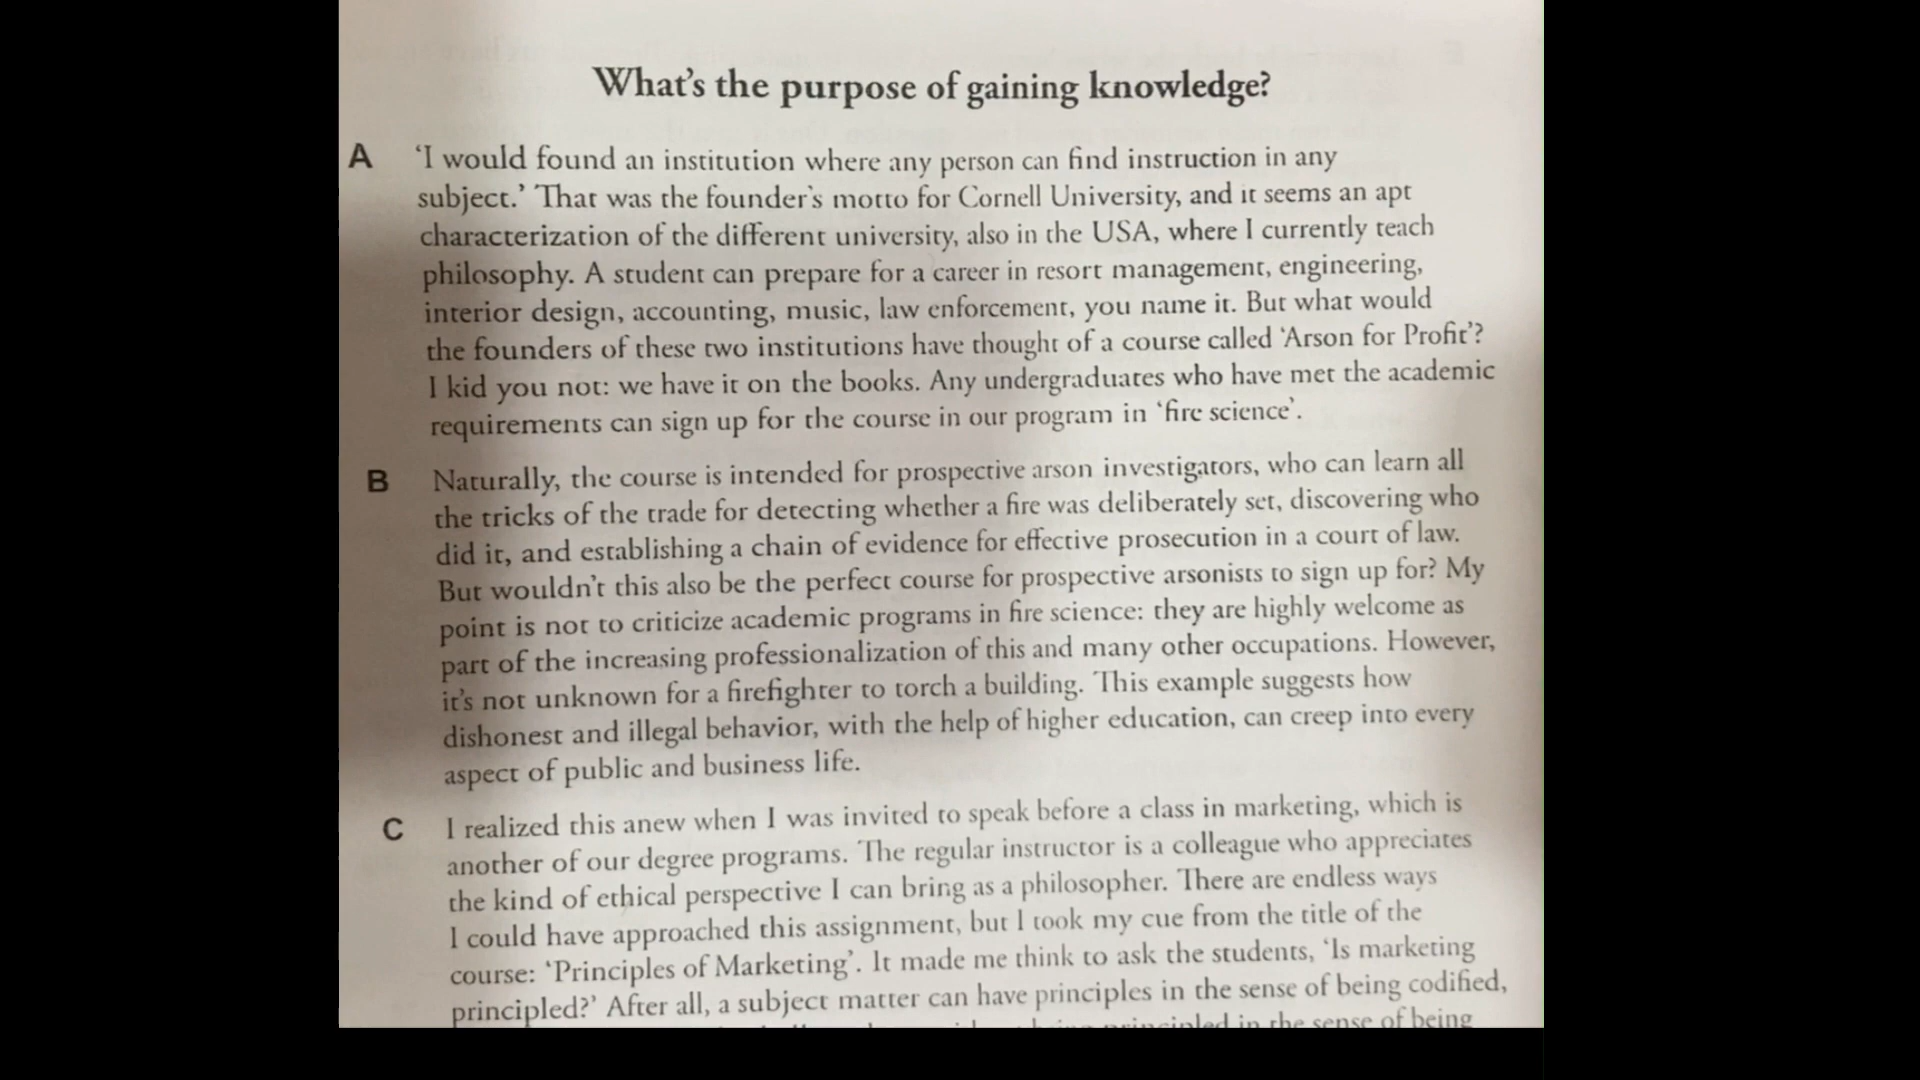 What's the purpose of gaining knowledge?
A 'I would found an institution where any person can find instruction in any
subject.' That was the founder's motto for Cornell University, and it seems an apt
characterization of the different university, also in the USA, where I currently teach
philosophy. A student can prepare for a career in resort management, engineering,
interior design, accounting, music, law enforcement, you name it. But what would
the founders of these two institutions have thought of a course called 'Arson for Profit'?
I kid you not: we have it on the books. Any undergraduates who have met the academic
requirements can sign up for the course in our program in 'fire science'.
B Naturally, the course is intended for prospective arson investigators, who can learn all
the tricks of the trade for detecting whether a fire was deliberately set, discovering who
did it, and establishing a chain of evidence for effective prosecution in a court of law.
But wouldn't this also be the perfect course for prospective arsonists to sign up for? My
point is not to criticize academic programs in fire science: they are highly welcome as
part of the increasing professionalization of this and many other occupations. However,
it's not unknown for a firefighter to torch a building. This example suggests how
dishonest and illegal behavior, with the help of higher education, can creep into every
aspect of public and business life.
C I realized this anew when I was invited to speak before a class in marketing, which is
another of our degree programs. The regular instructor is a colleague who appreciates
the kind of ethical perspective I can bring as a philosopher. There are endless ways
I could have approached this assignment, but I took my cue from the title of the
course: 'Principles of Marketing'. It made me think to ask the students, 'Is marketing
principled?' After all, a subject matter can have principles in the sense of being codified,
principled in the sense of being